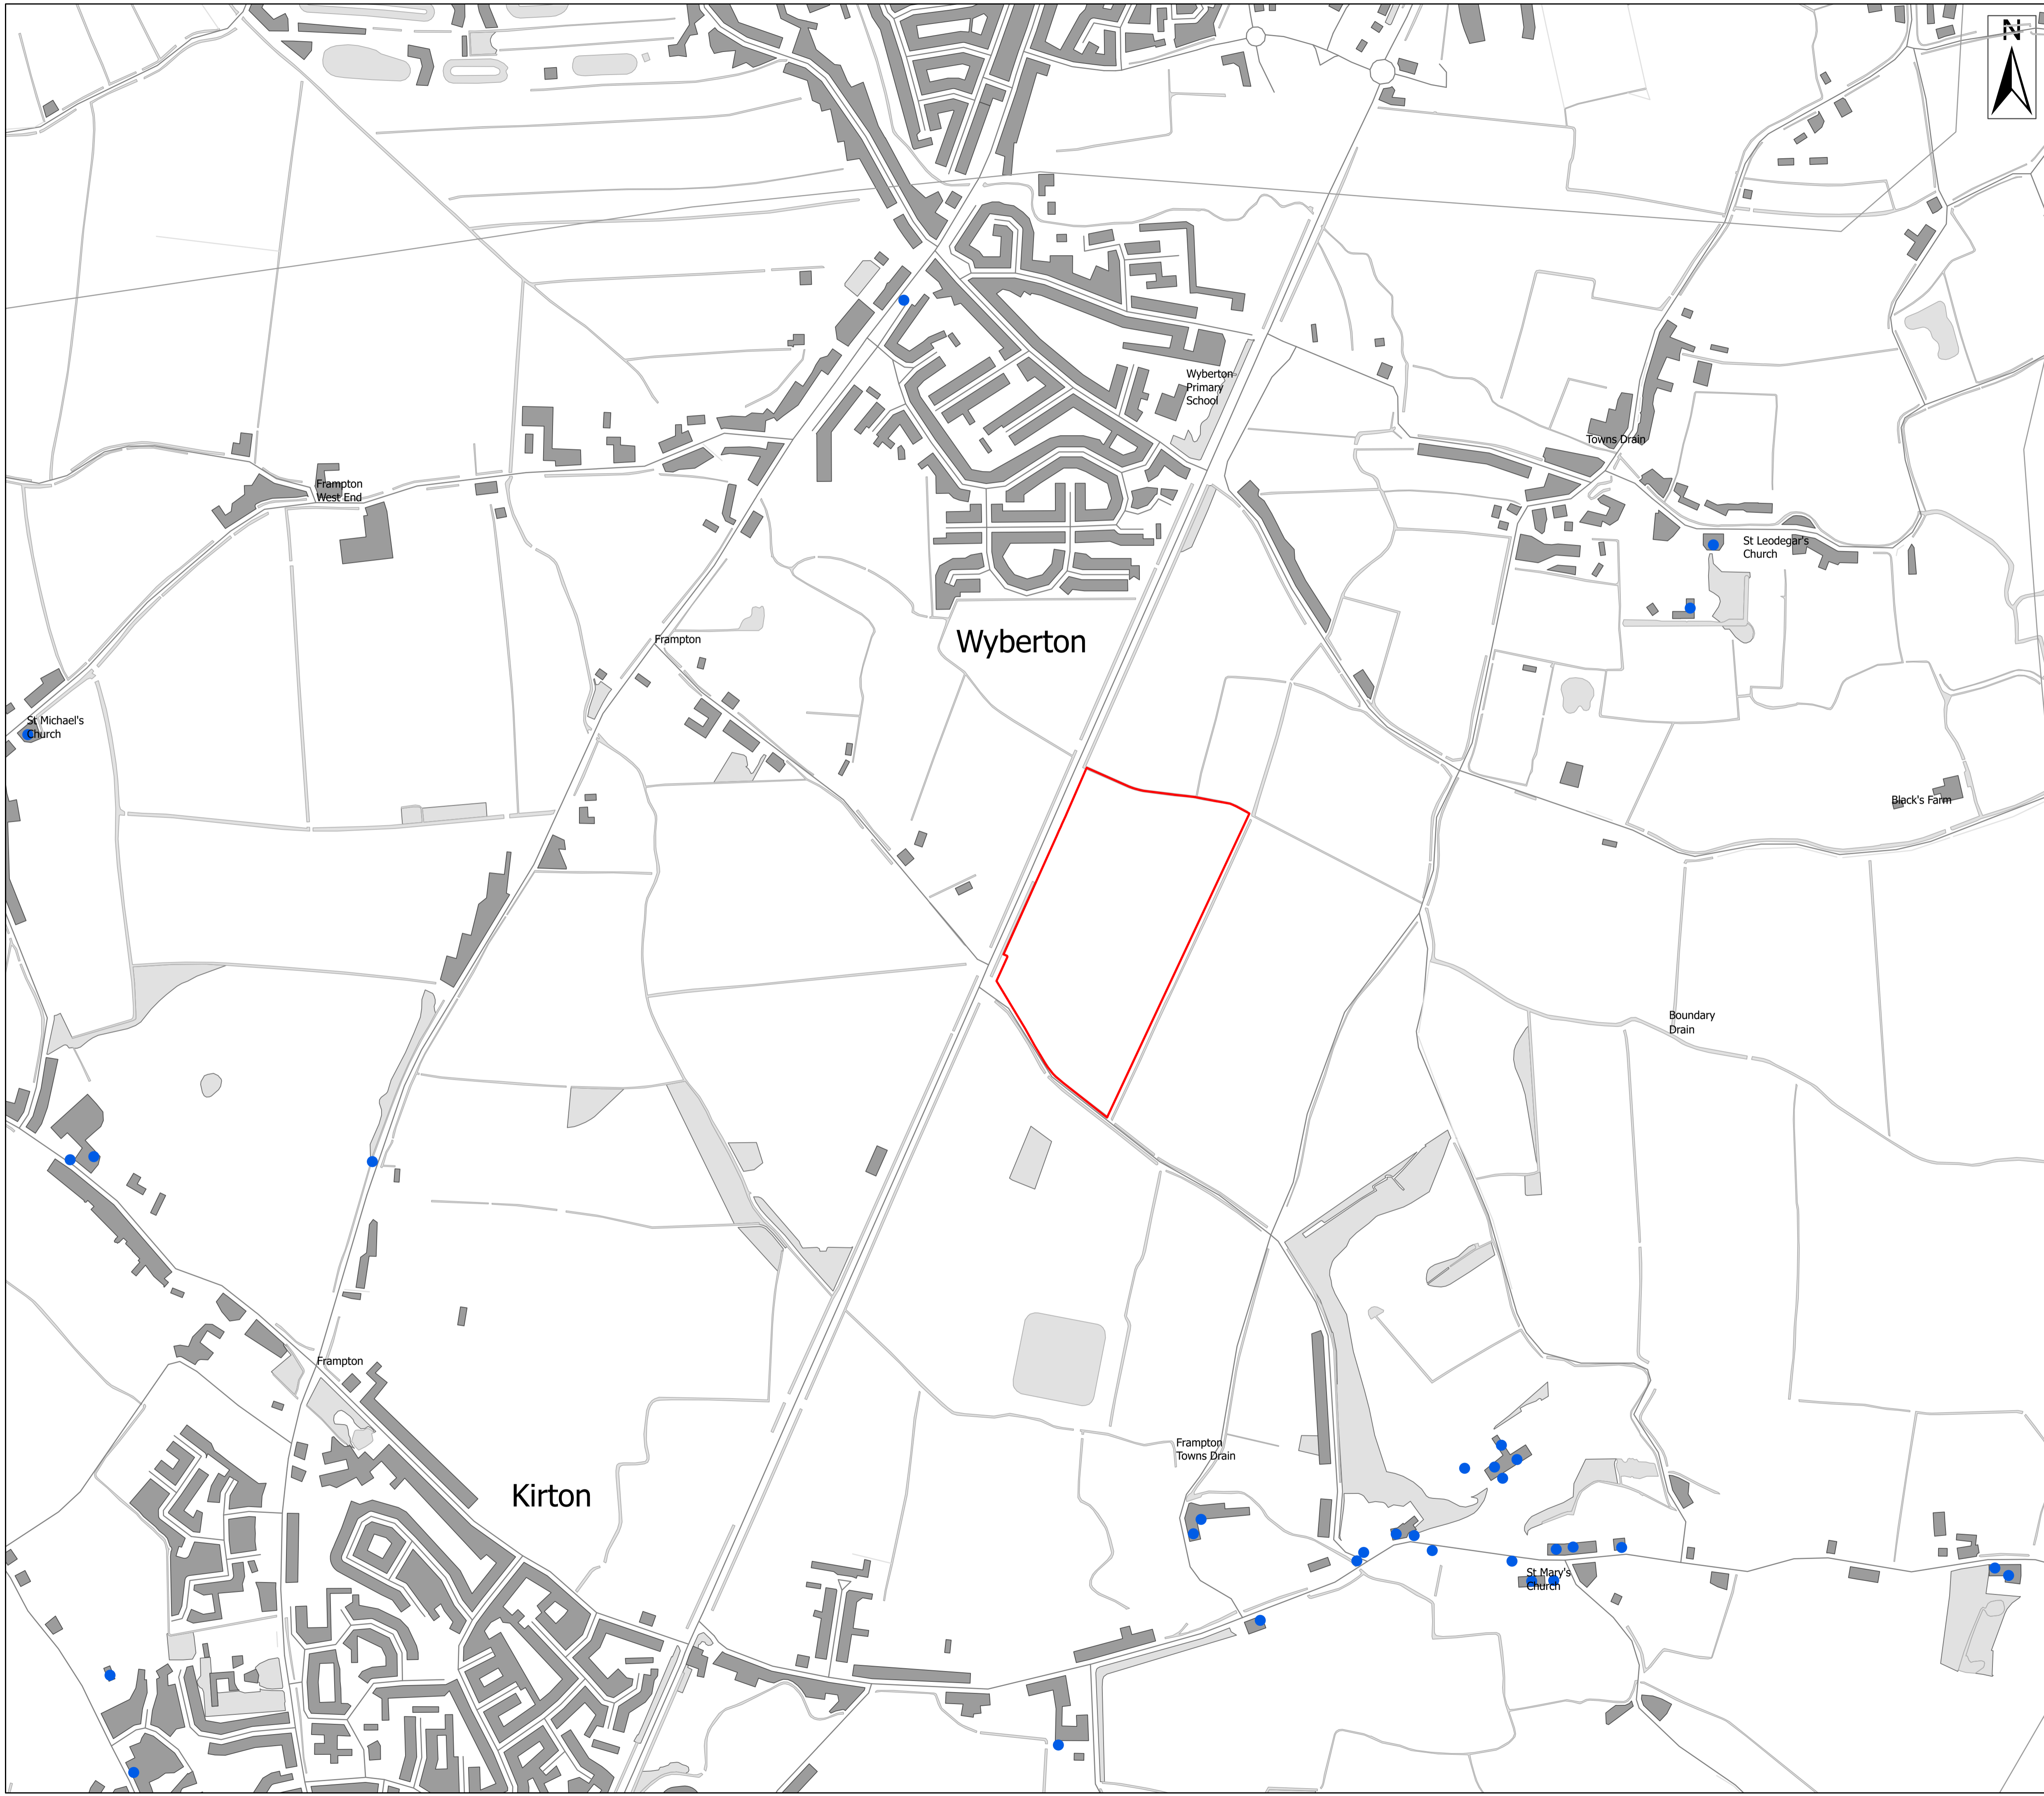 N
Wyberton
Primary
School
Towns Drain
Frampton
West End
St Leodegar's
Church
Frampton
Wyberton
St Michael's
Church
Black's Farm
Boundary
Drain
Frampton
Frampton
Towns Drain
Kirton
St Mary's
Church